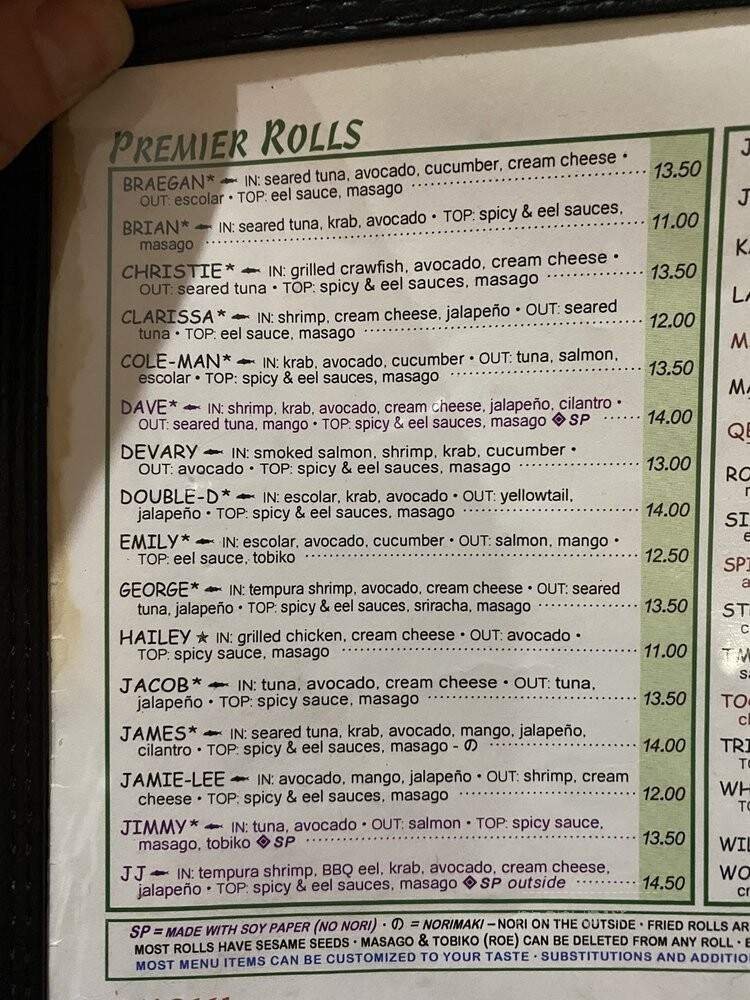 PREMIER ROLLS
BRAEGAN* IN: seared tuna, avocado, cucumber, cream cheese •
OUT: escolar • TOP: eel sauce, masago 13.50
BRIAN* IN: seared tuna, krab, avocado • TOP: spicy & eel sauces,
masago 11.00
CHRISTIE* IN: grilled crawfish, avocado, cream cheese •
OUT: seared tuna • TOP: spicy & eel sauces, masago 13.50
CLARISSA* IN: shrimp, cream cheese, jalapeño • OUT: seared
tuna • TOP: eel sauce, masago 12.00
COLE-MAN* IN: krab, avocado, cucumber • OUT: tuna, salmon,
escolar • TOP: spicy & eel sauces, masago 13.50
DAVE* IN: shrimp, krab, avocado, cream cheese, jalapeño, cilantro •
OUT: seared tuna, mango • TOP: spicy & eel sauces, masago ◈ SP 14.00
DEVARY IN: smoked salmon, shrimp, krab, cucumber •
OUT: avocado • TOP: spicy & eel sauces, masago 13.00
DOUBLE-D* IN: escolar, krab, avocado • OUT: yellowtail,
jalapeño • TOP: spicy & eel sauces, masago 14.00
EMILY* IN: escolar, avocado, cucumber • OUT: salmon, mango •
TOP: eel sauce, tobiko 12.50
GEORGE* IN: tempura shrimp, avocado, cream cheese • OUT: seared
tuna, jalapeño • TOP: spicy & eel sauces, sriracha, masago 13.50
HAILEY ★ IN: grilled chicken, cream cheese • OUT: avocado •
TOP: spicy sauce, masago 11.00
JACOB* IN: tuna, avocado, cream cheese • OUT: tuna,
jalapeño • TOP: spicy sauce, masago 13.50
JAMES* IN: seared tuna, krab, avocado, mango, jalapeño,
cilantro • TOP: spicy & eel sauces, masago - の 14.00
JAMIE-LEE IN: avocado, mango, jalapeño • OUT: shrimp, cream
cheese • TOP: spicy & eel sauces, masago 12.00
JIMMY* IN: tuna, avocado • OUT: salmon • TOP: spicy sauce,
masago, tobiko ◈ SP 13.50
JJ IN: tempura shrimp, BBQ eel, krab, avocado, cream cheese,
jalapeño • TOP: spicy & eel sauces, masago ◈ SP outside 14.50
SP = MADE WITH SOY PAPER (NO NORI) · の = NORIMAKI – NORI ON THE OUTSIDE · FRIED ROLLS AR
MOST ROLLS HAVE SESAME SEEDS · MASAGO & TOBIKO (ROE) CAN BE DELETED FROM ANY ROLL ·
MOST MENU ITEMS CAN BE CUSTOMIZED TO YOUR TASTE · SUBSTITUTIONS AND ADDITIO